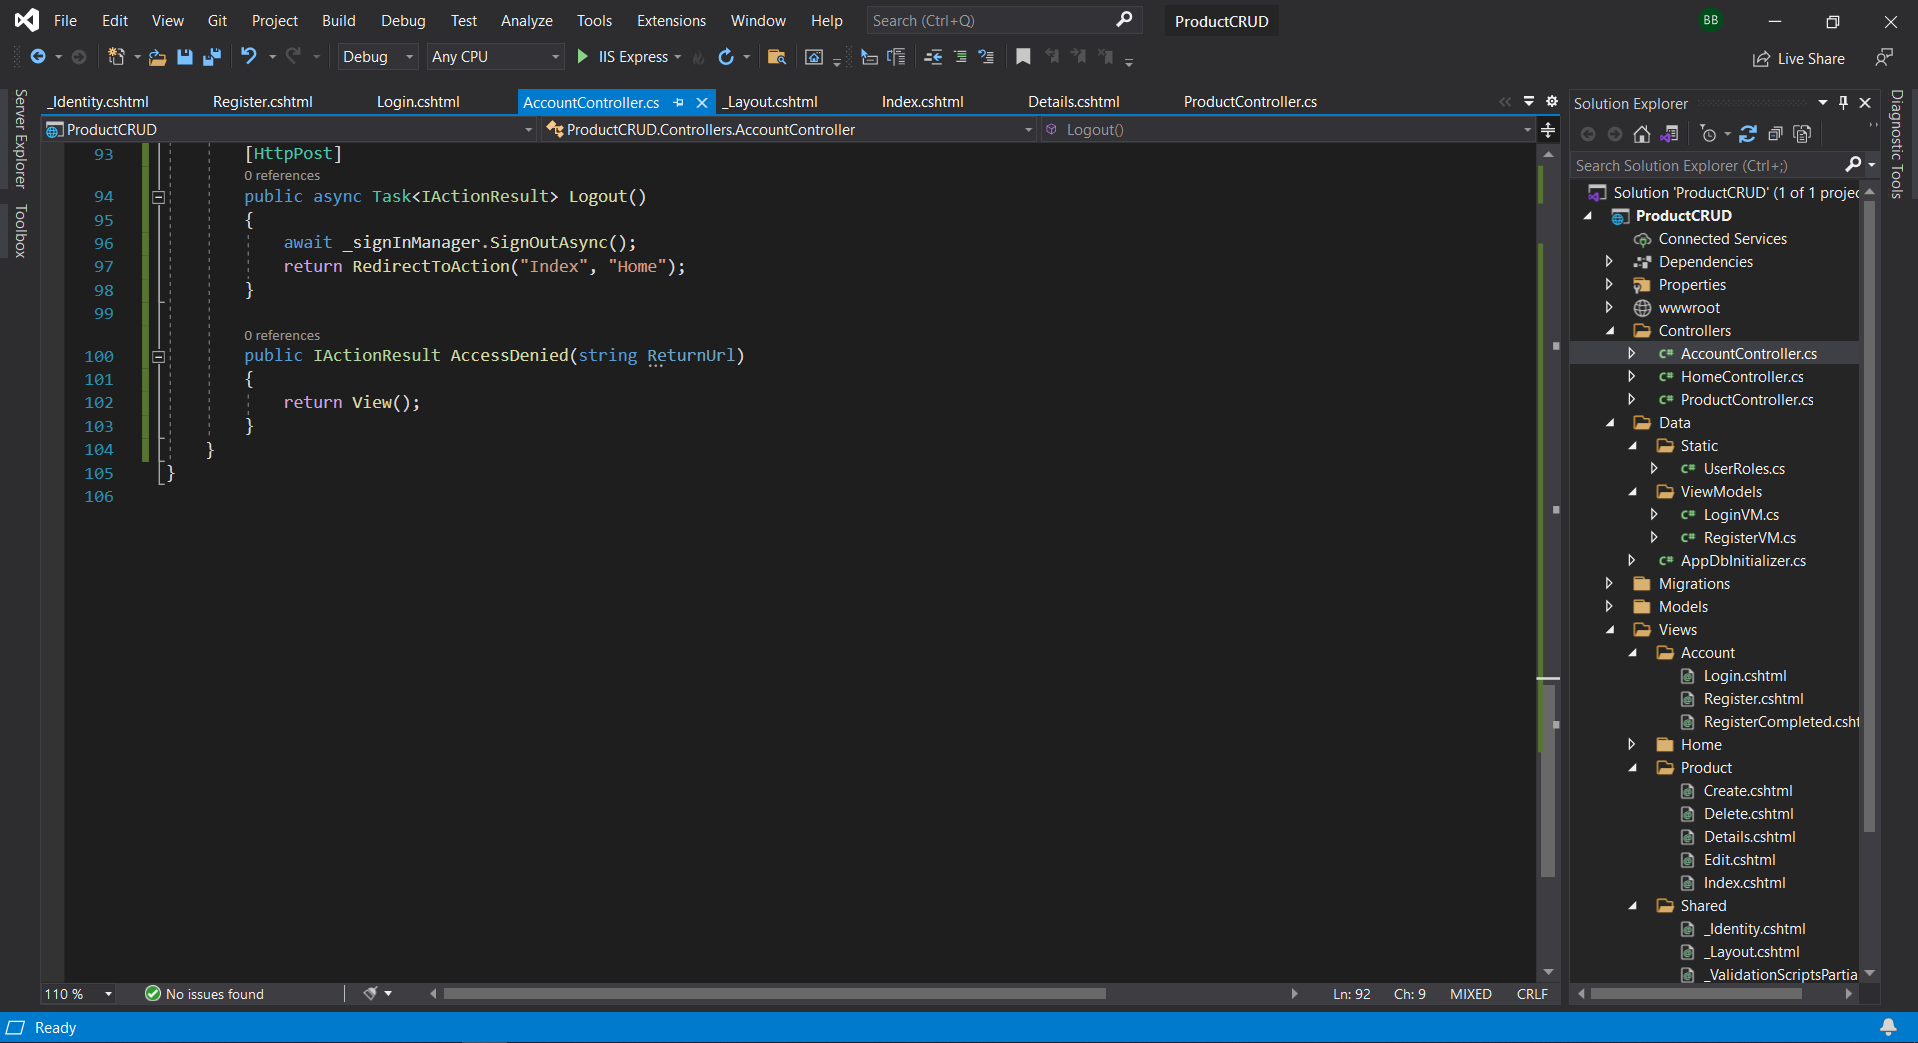 File Edit View Git Project Build Debug Test Analyze Tools Extensions Window Help Search (Ctrl+Q) ProductCRUD BB
Debug Any CPU IIS Express Live Share
Server Explorer
Toolbox
_Identity.cshtml Register.cshtml Login.cshtml AccountController.cs _Layout.cshtml Index.cshtml Details.cshtml ProductController.cs
ProductCRUD ProductCRUD.Controllers.AccountController Logout()
93 [HttpPost]
0 references
94 public async Task<IActionResult> Logout()
95 {
96 await _signInManager.SignOutAsync();
97 return RedirectToAction("Index", "Home");
98 }
99
0 references
100 public IActionResult AccessDenied(string ReturnUrl)
101 {
102 return View();
103 }
104 }
105 }
106
110 % No issues found Ln: 92 Ch: 9 MIXED CRLF
Solution Explorer
Search Solution Explorer (Ctrl+;)
Solution 'ProductCRUD' (1 of 1 projec
ProductCRUD
Connected Services
Dependencies
Properties
wwwroot
Controllers
C# AccountController.cs
C# HomeController.cs
C# ProductController.cs
Data
Static
C# UserRoles.cs
ViewModels
C# LoginVM.cs
C# RegisterVM.cs
C# AppDbInitializer.cs
Migrations
Models
Views
Account
Login.cshtml
Register.cshtml
RegisterCompleted.csht
Home
Product
Create.cshtml
Delete.cshtml
Details.cshtml
Edit.cshtml
Index.cshtml
Shared
_Identity.cshtml
_Layout.cshtml
_ValidationScriptsPartia
Diagnostic Tools
Ready